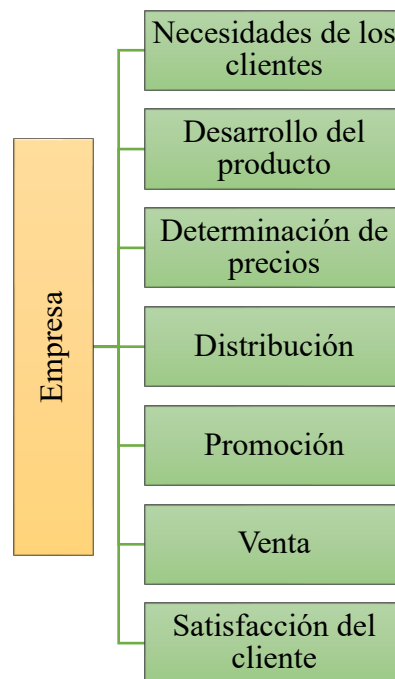 Empresa
Necesidades de los
clientes
Desarrollo del
producto
Determinación de
precios
Distribución
Promoción
Venta
Satisfacción del
cliente